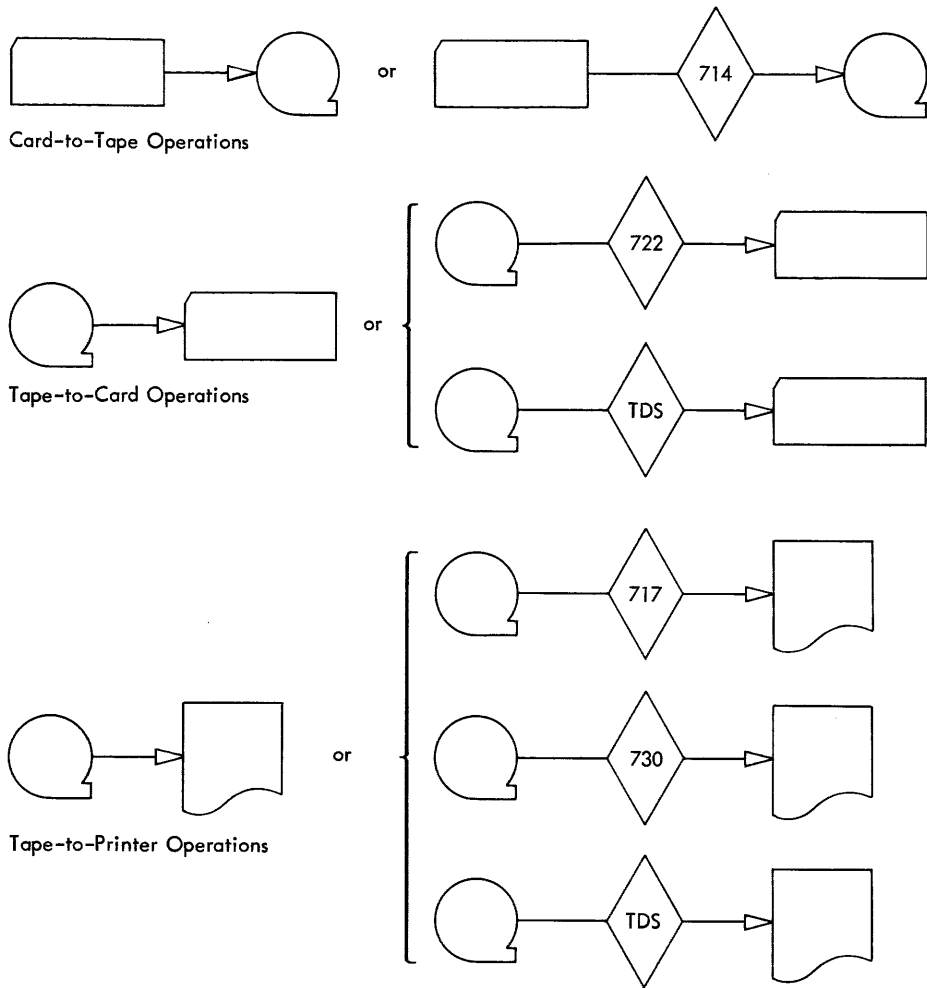 or
714
Card-to-Tape Operations
722
or
TDS
Tape-to-Card Operations
717
or
730
Tape-to-Printer Operations
TDS